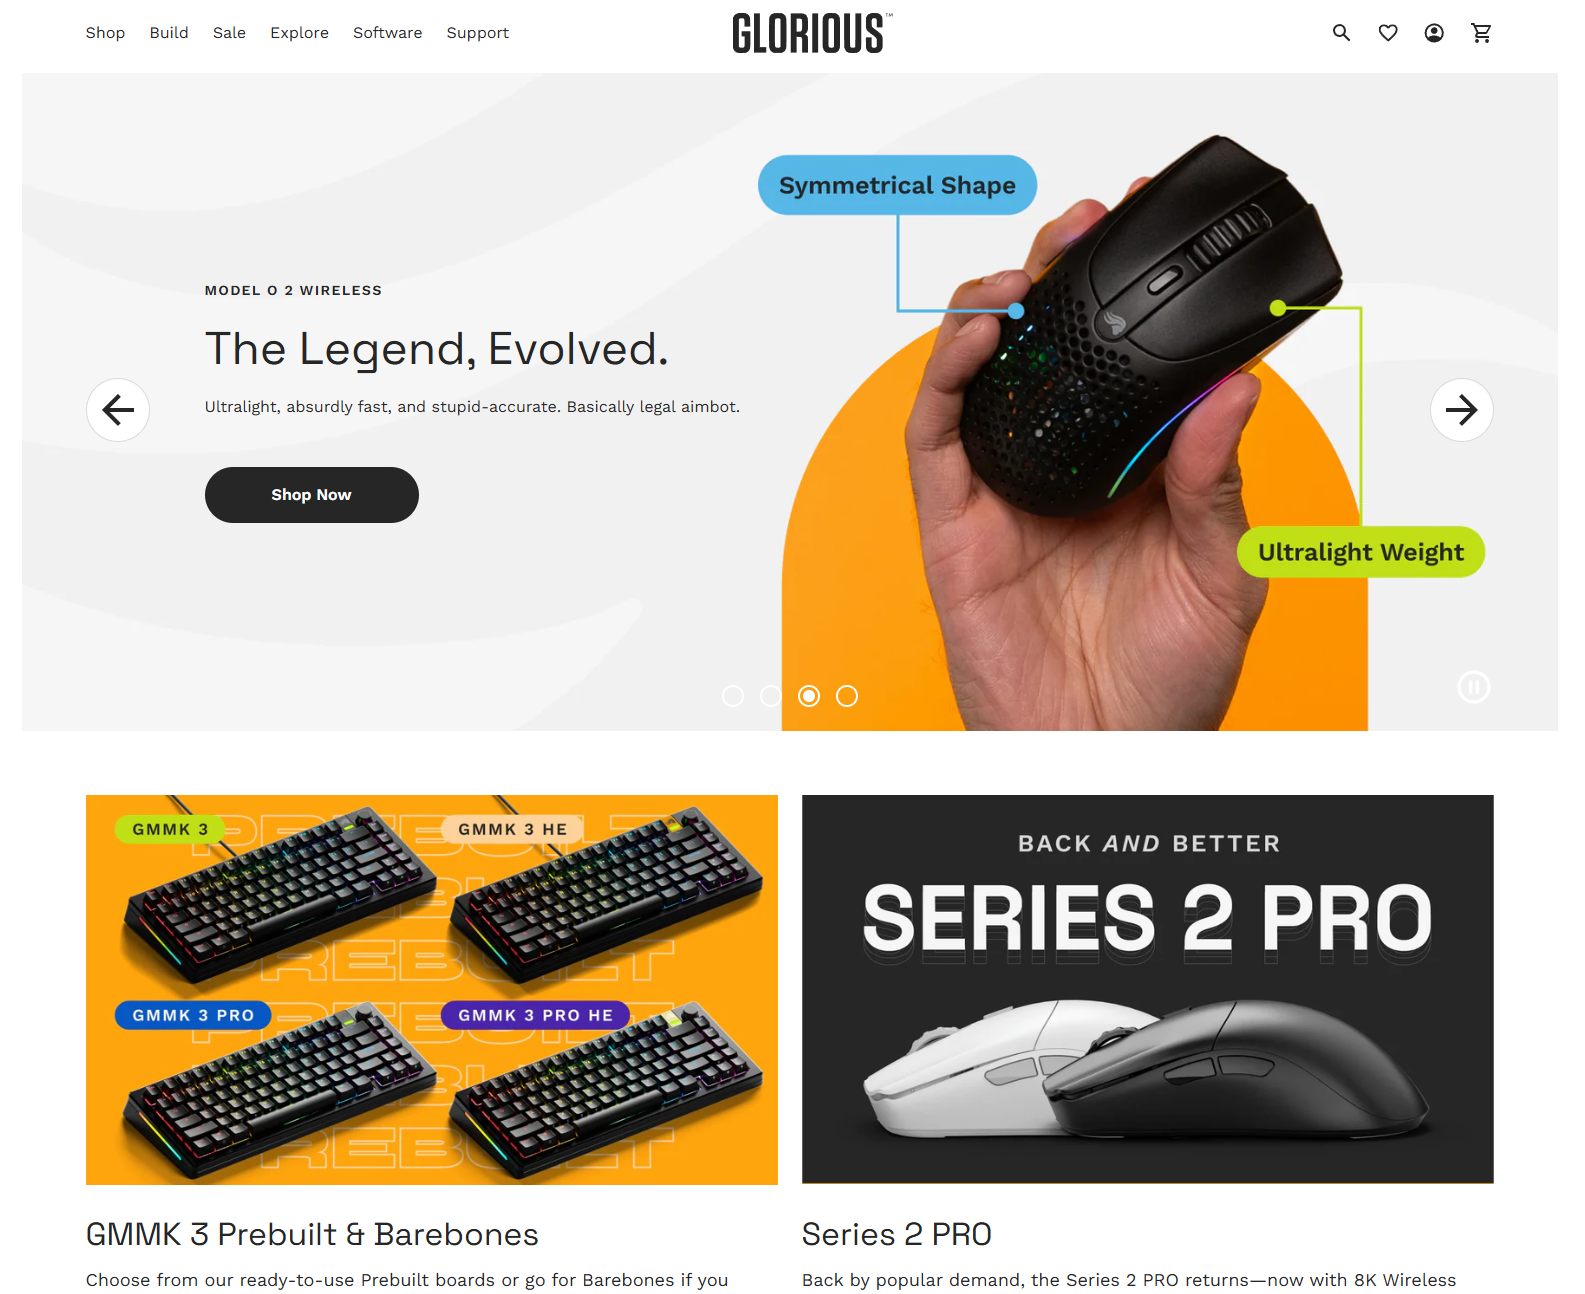 Shop Build Sale Explore Software Support
GLORIOUS™
Symmetrical Shape
MODEL O 2 WIRELESS
The Legend, Evolved.
Ultralight, absurdly fast, and stupid-accurate. Basically legal aimbot.
Shop Now
Ultralight Weight
PREBUILT
GMMK 3
GMMK 3 HE
PREBUILT
PREBUILT
GMMK 3 PRO
GMMK 3 PRO HE
PREBUILT
BACK AND BETTER
SERIES 2 PRO
GMMK 3 Prebuilt & Barebones
Choose from our ready-to-use Prebuilt boards or go for Barebones if you
Series 2 PRO
Back by popular demand, the Series 2 PRO returns—now with 8K Wireless